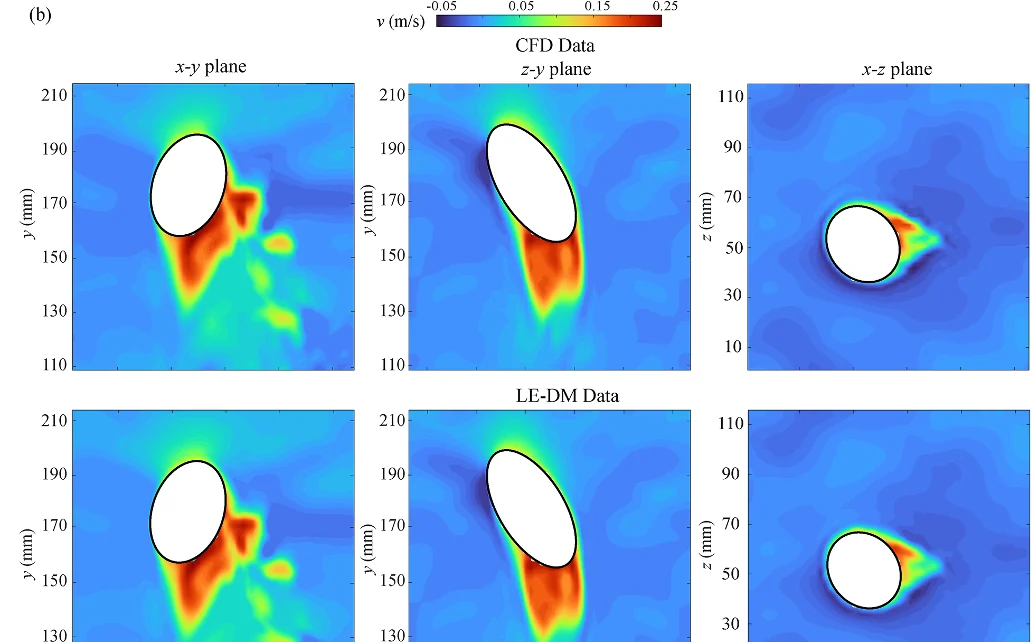 (b)
v (m/s)
-0.05 0.05 0.15 0.25
CFD Data
x-y plane z-y plane x-z plane
210 210 110
190 190 90
170 170 70
150 150 50
130 130 30
110 110 10
y (mm) y (mm) z (mm)
LE-DM Data
210 210 110
190 190 90
170 170 70
150 150 50
130 130 30
y (mm) y (mm) z (mm)